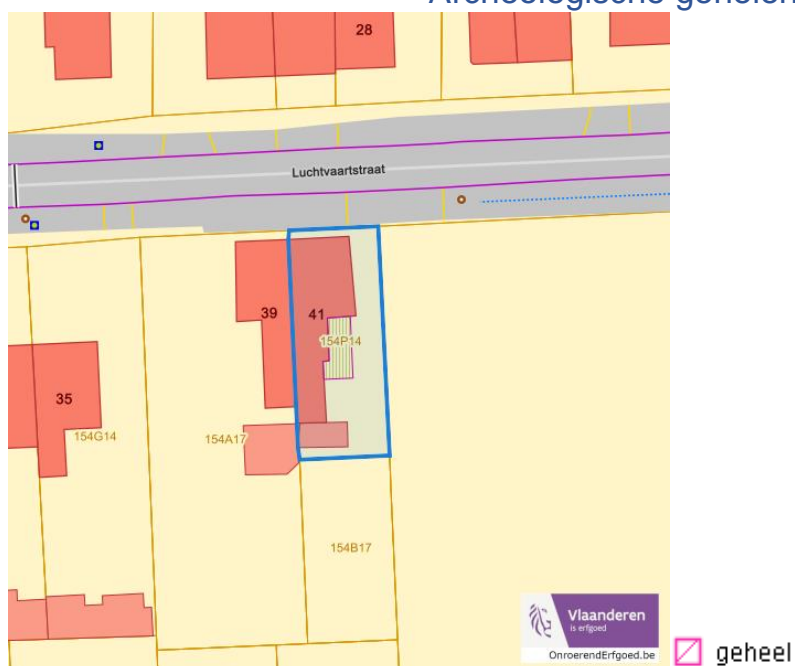 Archeologische gehelen
28
Luchtvaartstraat
39
41
154P14
35
154G14
154A17
154B17
Vlaanderen
is erfgoed
OnroerendErfgoed.be
geheel